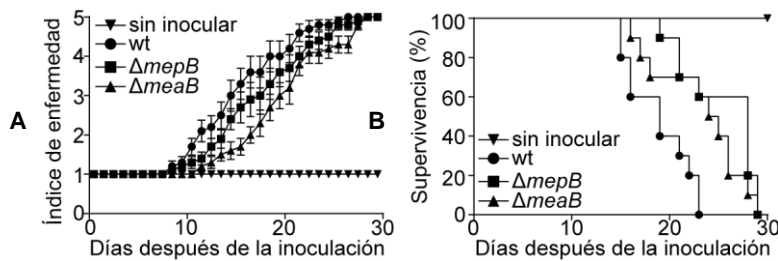 A
Índice de enfermedad
5
4
3
2
1
0
sin inocular
wt
ΔmepB
ΔmeaB
0
10
20
30
Días después de la inoculación
B
Supervivencia (%)
100
80
60
40
20
0
sin inocular
wt
ΔmepB
ΔmeaB
0
10
20
30
Días después de la inoculación